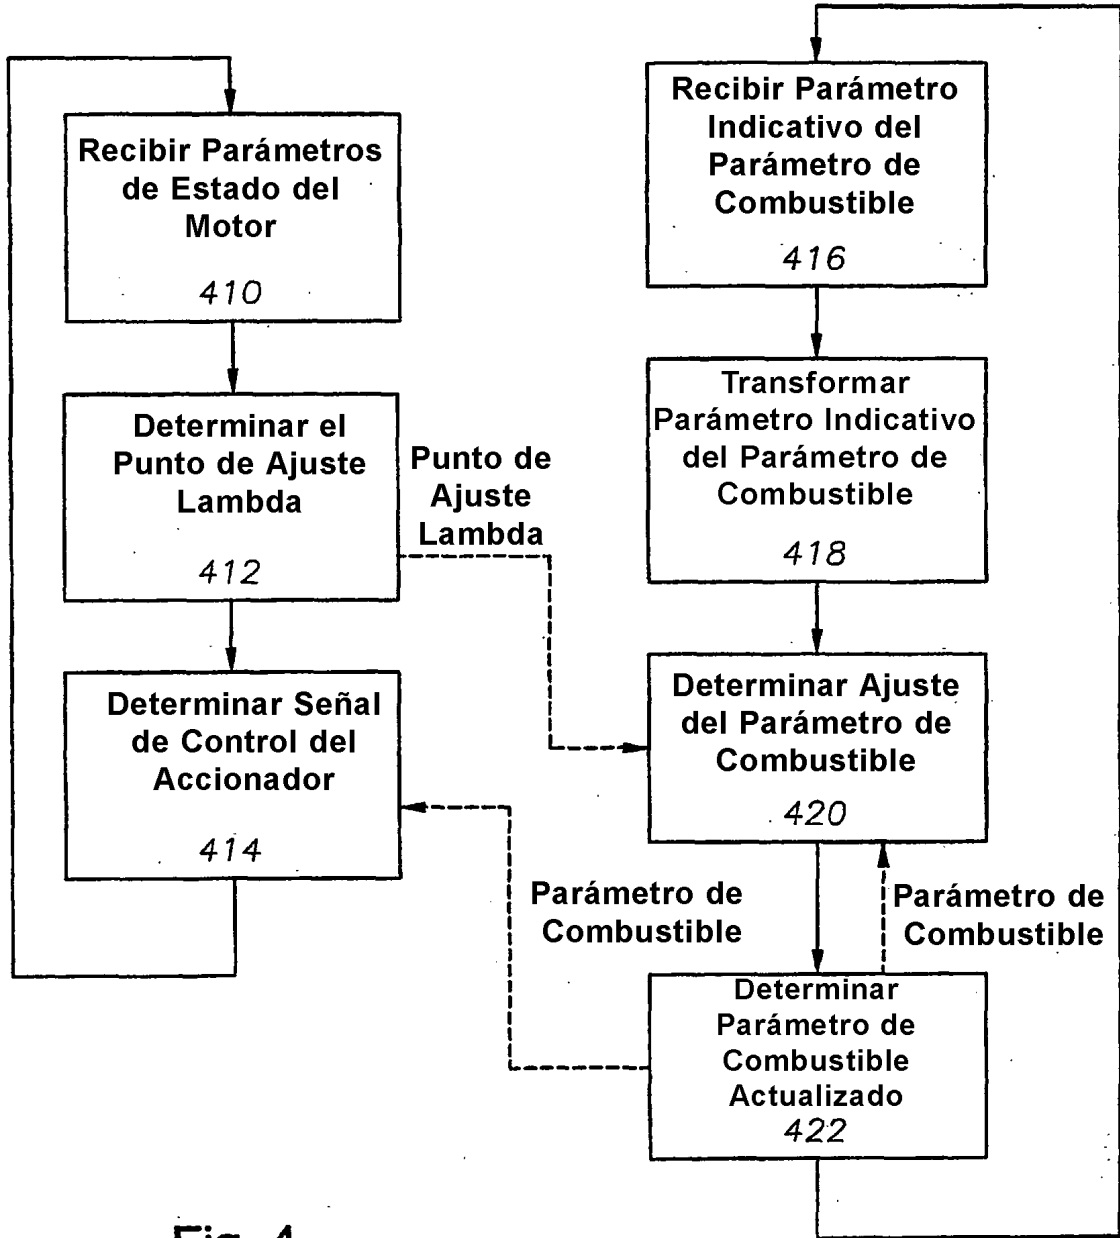 Recibir Parámetros
de Estado del
Motor
410
Determinar el
Punto de Ajuste
Lambda
412
Punto de
Ajuste
Lambda
Determinar Señal
de Control del
Accionador
414
Recibir Parámetro
Indicativo del
Parámetro de
Combustible
416
Transformar
Parámetro Indicativo
del Parámetro de
Combustible
418
Determinar Ajuste
del Parámetro de
Combustible
420
Parámetro de
Combustible
Parámetro de
Combustible
Determinar
Parámetro de
Combustible
Actualizado
422
Fig. 4